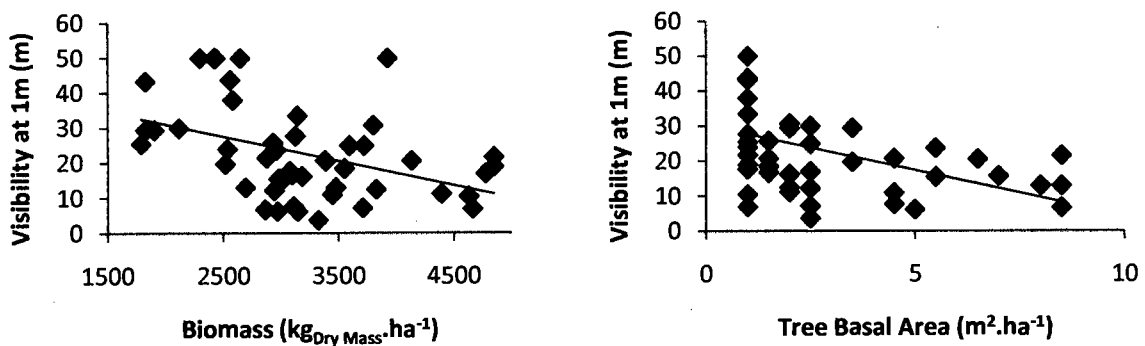 60
50
40
30
20
10
0
Visibility at 1m (m)
1500 2500 3500 4500
Biomass (kgDry Mass.ha-1)
60
50
40
30
20
10
0
Visibility at 1m (m)
0 5 10
Tree Basal Area (m².ha-1)